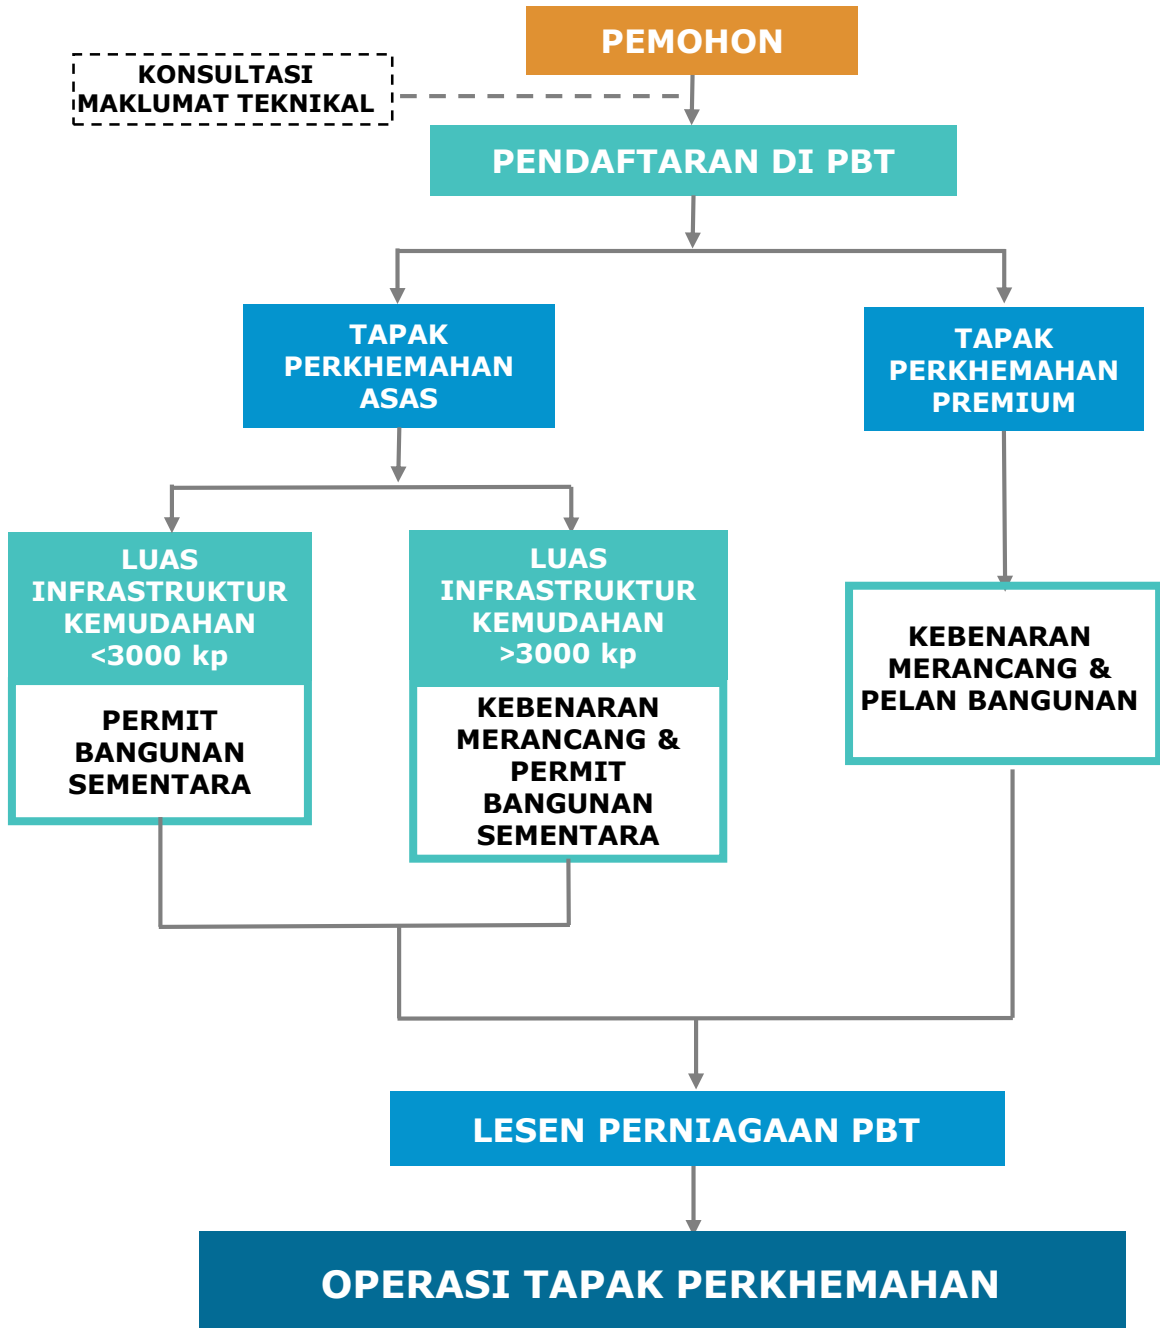 PEMOHON
KONSULTASI
MAKLUMAT TEKNIKAL
PENDAFTARAN DI PBT
TAPAK
PERKHEMAHAN
ASAS
TAPAK
PERKHEMAHAN
PREMIUM
LUAS
INFRASTRUKTUR
KEMUDAHAN
<3000 kp
PERMIT
BANGUNAN
SEMENTARA
LUAS
INFRASTRUKTUR
KEMUDAHAN
>3000 kp
KEBENARAN
MERANCANG &
PERMIT
BANGUNAN
SEMENTARA
KEBENARAN
MERANCANG &
PELAN BANGUNAN
LESEN PERNIAGAAN PBT
OPERASI TAPAK PERKHEMAHAN